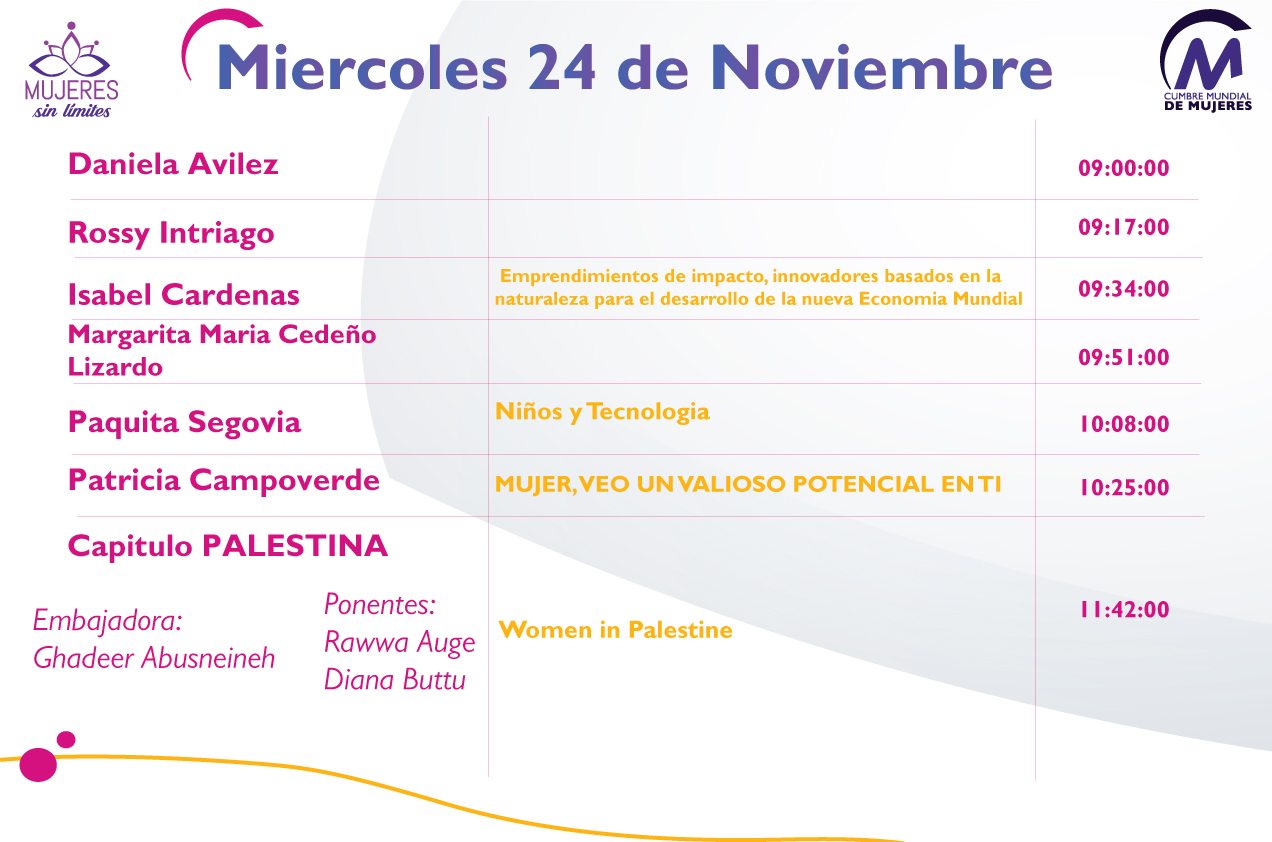 MUJERES
sin límites
Miercoles 24 de Noviembre
CUMBRE MUNDIAL
DE MUJERES
Daniela Avilez
09:00:00
Rossy Intriago
09:17:00
Isabel Cardenas
Emprendimientos de impacto, innovadores basados en la
naturaleza para el desarrollo de la nueva Economia Mundial
09:34:00
Margarita Maria Cedeño
Lizardo
09:51:00
Paquita Segovia
Niños y Tecnologia
10:08:00
Patricia Campoverde
MUJER, VEO UN VALIOSO POTENCIAL EN TI
10:25:00
Capitulo PALESTINA
Embajadora:
Ghadeer Abusneineh
Ponentes:
Rawwa Auge
Diana Buttu
Women in Palestine
11:42:00